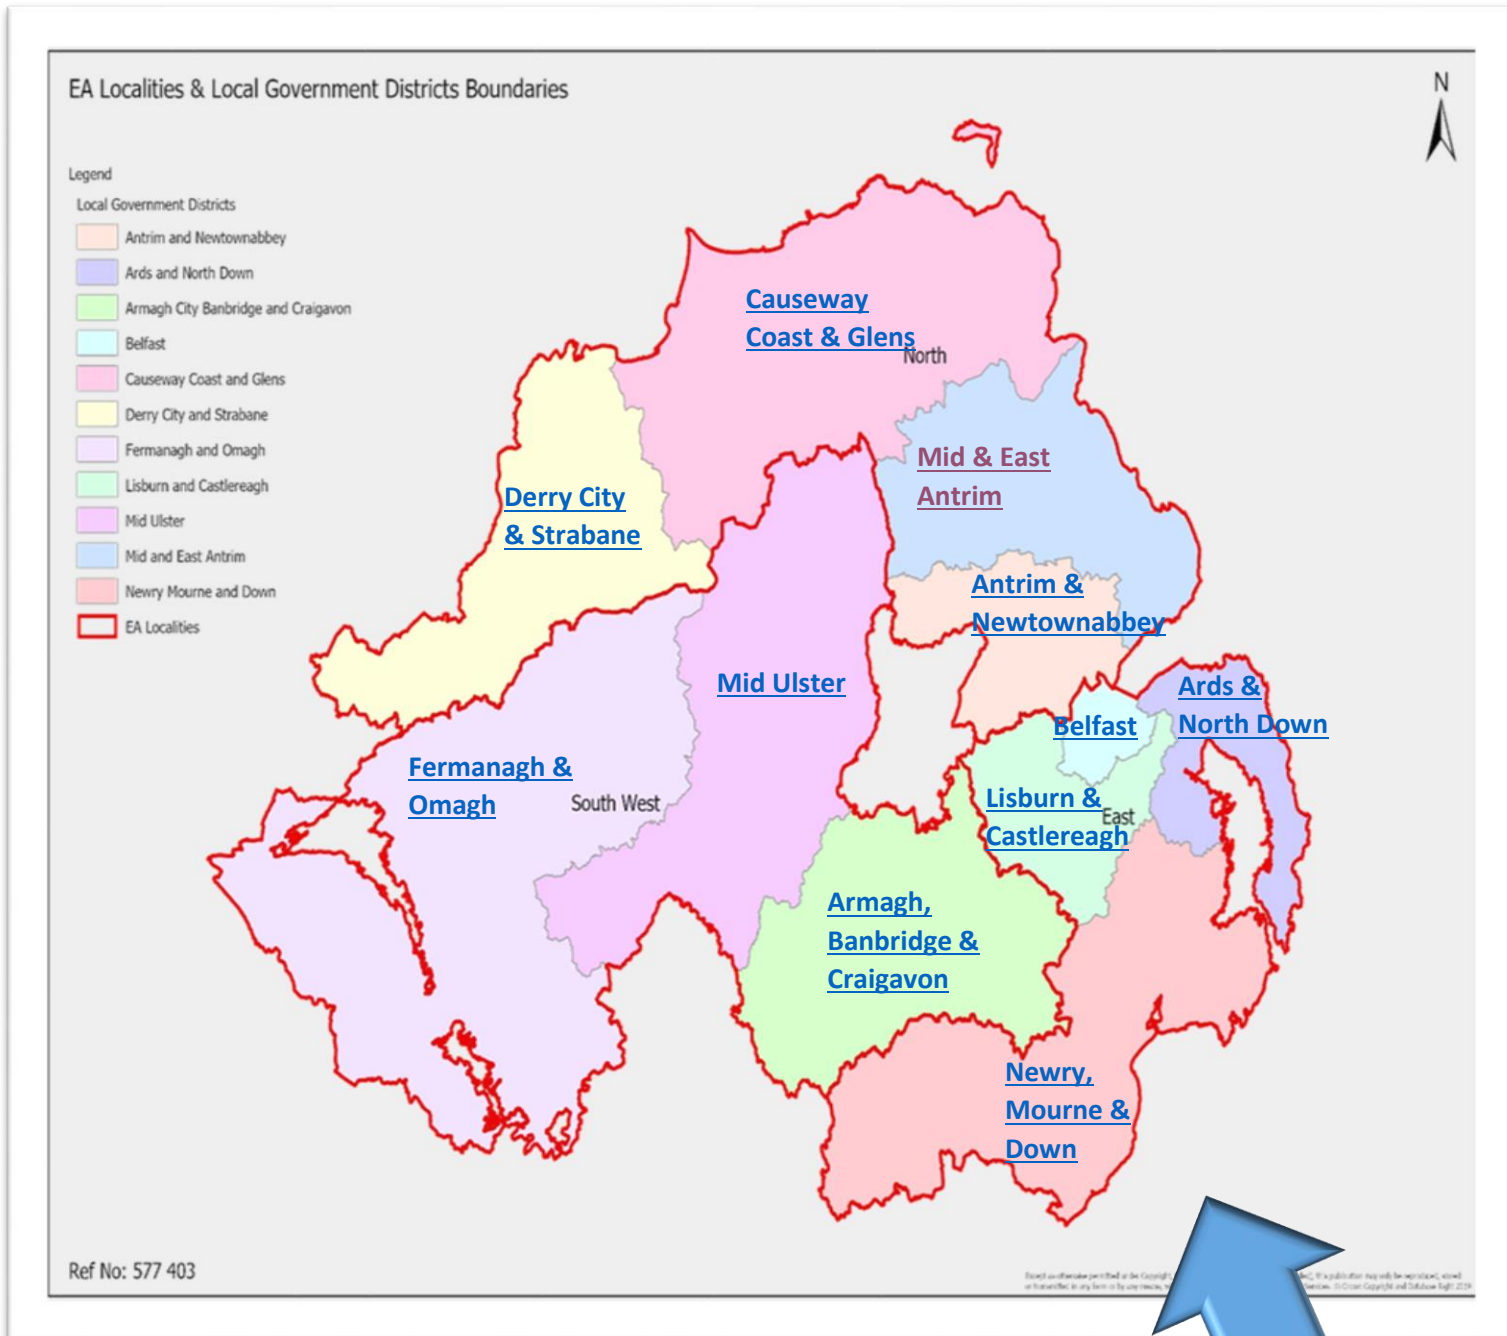 EA Localities & Local Government Districts Boundaries
N
Legend
Local Government Districts
Antrim and Newtownabbey
Ards and North Down
Armagh City Banbridge and Craigavon
Belfast
Causeway Coast and Glens
Derry City and Strabane
Fermanagh and Omagh
Lisburn and Castlereagh
Mid Ulster
Mid and East Antrim
Newry Mourne and Down
EA Localities
Causeway
Coast & Glens
North
Mid & East
Antrim
Derry City
& Strabane
Antrim &
Newtownabbey
Mid Ulster
Ards &
North Down
Belfast
Fermanagh &
Omagh
South West
Lisburn &
Castlereagh
East
Armagh,
Banbridge &
Craigavon
Newry,
Mourne &
Down
Ref No: 577 403